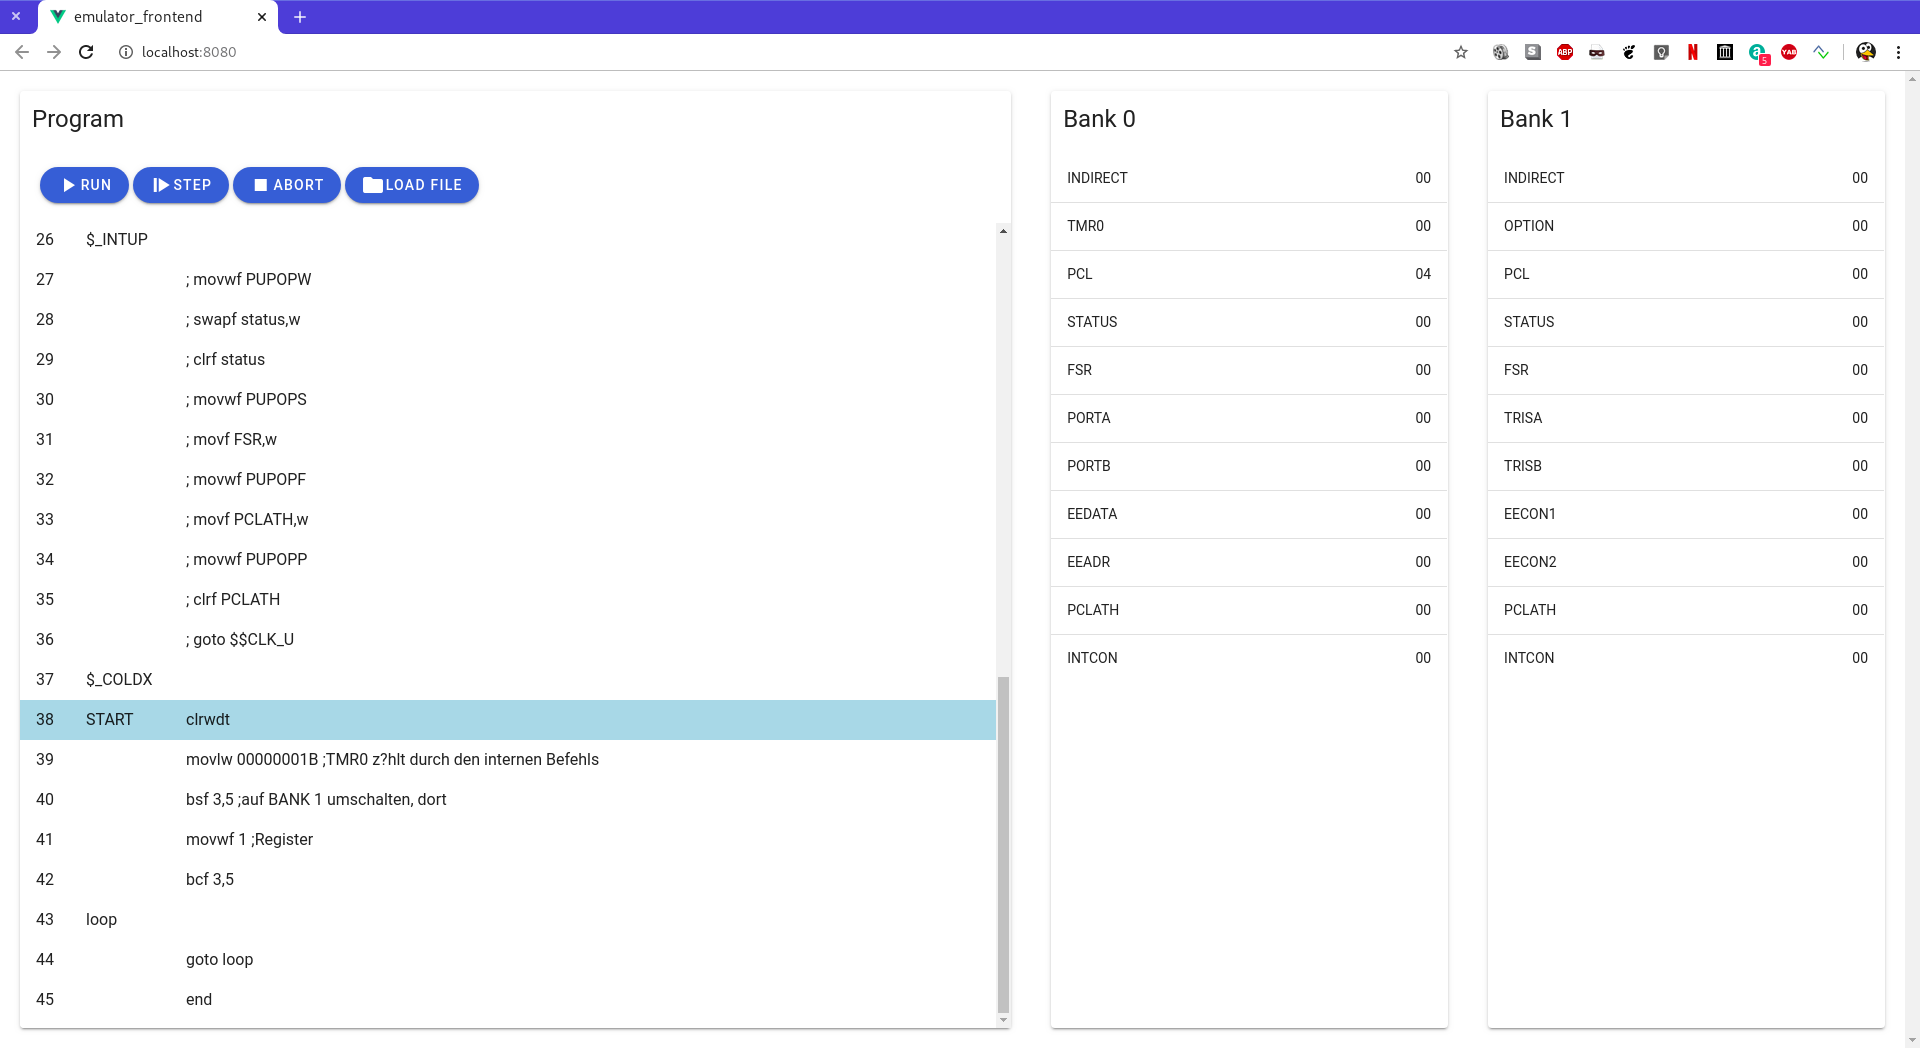 emulator_frontend
localhost:8080
ABP
S
N
a
5
YAB
Program
RUN STEP ABORT LOAD FILE
26 $_INTUP
27 ; movwf PUPOPW
28 ; swapf status,w
29 ; clrf status
30 ; movwf PUPOPS
31 ; movf FSR,w
32 ; movwf PUPOPF
33 ; movf PCLATH,w
34 ; movwf PUPOPP
35 ; clrf PCLATH
36 ; goto $$CLK_U
37 $_COLDX
38 START clrwdt
39 movlw 00000001B ;TMR0 z?hlt durch den internen Befehls
40 bsf 3,5 ;auf BANK 1 umschalten, dort
41 movwf 1 ;Register
42 bcf 3,5
43 loop
44 goto loop
45 end
Bank 0
INDIRECT 00
TMR0 00
PCL 04
STATUS 00
FSR 00
PORTA 00
PORTB 00
EEDATA 00
EEADR 00
PCLATH 00
INTCON 00
Bank 1
INDIRECT 00
OPTION 00
PCL 00
STATUS 00
FSR 00
TRISA 00
TRISB 00
EECON1 00
EECON2 00
PCLATH 00
INTCON 00